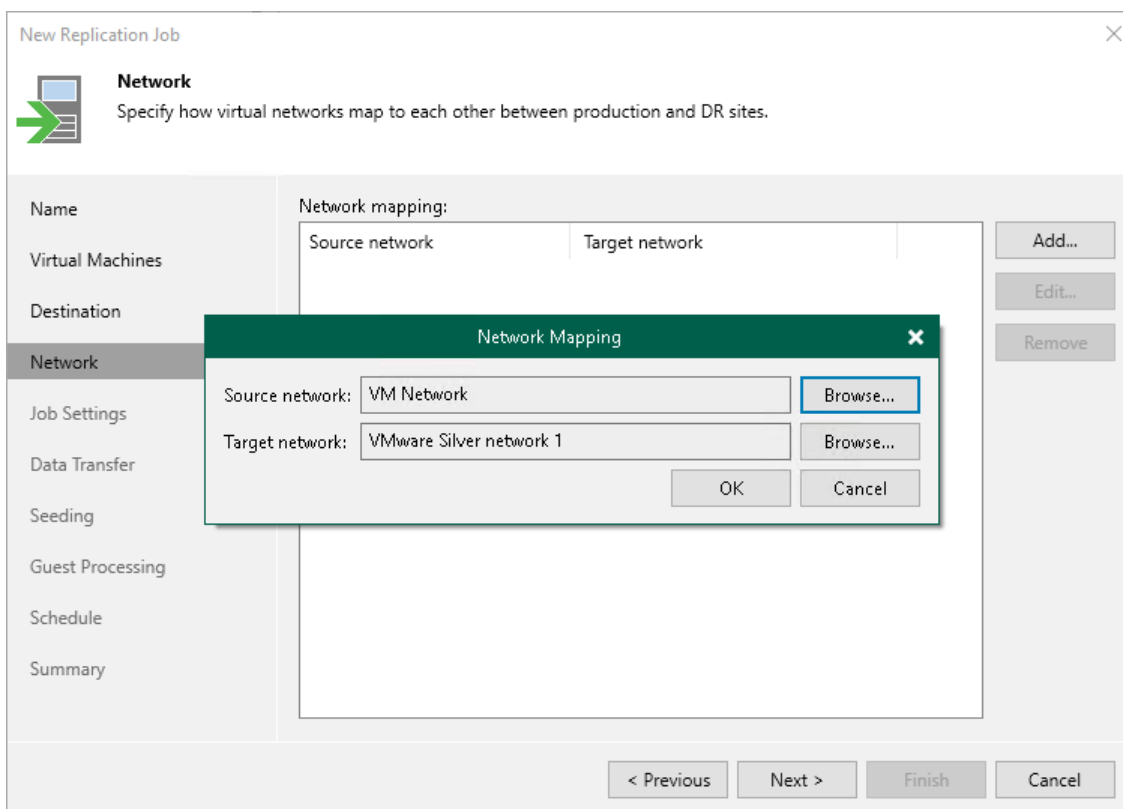 New Replication Job
Network
Specify how virtual networks map to each other between production and DR sites.
Name
Virtual Machines
Destination
Network
Job Settings
Data Transfer
Seeding
Guest Processing
Schedule
Summary
Network mapping:
Source network Target network
Add...
Edit...
Remove
Network Mapping
Source network: VM Network Browse...
Target network: VMware Silver network 1 Browse...
OK Cancel
< Previous Next > Finish Cancel